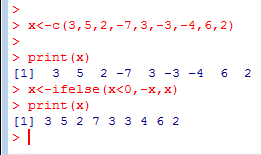 >
> x<-c(3,5,2,-7,3,-3,-4,6,2)
>
> print(x)
[1]  3  5  2 -7  3 -3 -4  6  2
> x<-ifelse(x<0,-x,x)
> print(x)
[1] 3 5 2 7 3 3 4 6 2
>